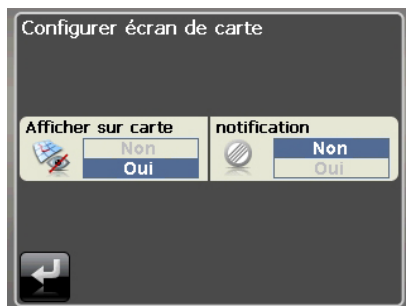 Configurer écran de carte
Afficher sur carte
Non
Oui
notification
Non
Oui